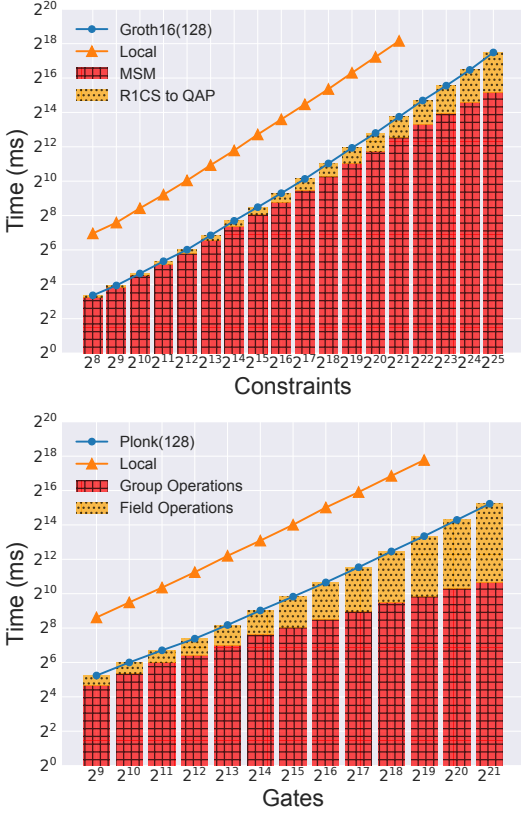 2^20
2^18
2^16
2^14
2^12
2^10
2^8
2^6
2^4
2^2
2^0
Time (ms)
Groth16(128)
Local
MSM
R1CS to QAP
2^8 2^9 2^10 2^11 2^12 2^13 2^14 2^15 2^16 2^17 2^18 2^19 2^20 2^21 2^22 2^23 2^24 2^25
Constraints
2^20
2^18
2^16
2^14
2^12
2^10
2^8
2^6
2^4
2^2
2^0
Time (ms)
Plonk(128)
Local
Group Operations
Field Operations
2^9 2^10 2^11 2^12 2^13 2^14 2^15 2^16 2^17 2^18 2^19 2^20 2^21
Gates